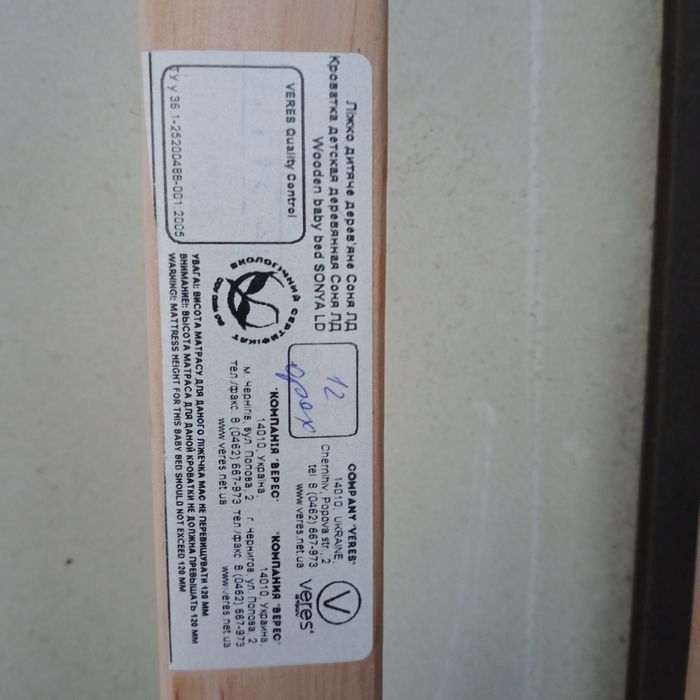 Ліжко дитяче дерев'яне Соня ЛД
Кроватка детская деревянная Соня ЛД
Wooden baby bed SONYA LD
VERES Quality Control
ТУ У 36.1-25200488-001:2005
ЕКОЛОГІЧНИЙ СЕРТИФІКАТ
12
орех
COMPANY "VERES"
14010, UKRAINE
Chernihiv, Popova str., 2
tel. 8 (0462) 667-973
www.veres.net.ua
V
veres
"КОМПАНІЯ "ВЕРЕС"
14010, Україна,
м. Чернігів, вул. Попова, 2
тел./факс: 8 (0462) 667-973
www.veres.net.ua
"КОМПАНИЯ "ВЕРЕС"
14010, Украина,
г. Чернигов, ул. Попова, 2
тел./факс: 8 (0462) 667-973
www.veres.net.ua
УВАГА!: ВИСОТА МАТРАСУ ДЛЯ ДАНОГО ЛІЖЕЧКА МАЄ НЕ ПЕРЕВИЩУВАТИ 120 ММ
ВНИМАНИЕ!: ВЫСОТА МАТРАСА ДЛЯ ДАННОЙ КРОВАТКИ НЕ ДОЛЖНА ПРЕВЫШАТЬ 120 ММ
WARNING!: MATTRESS HEIGHT FOR THIS BABY BED SHOULD NOT EXCEED 120 MM